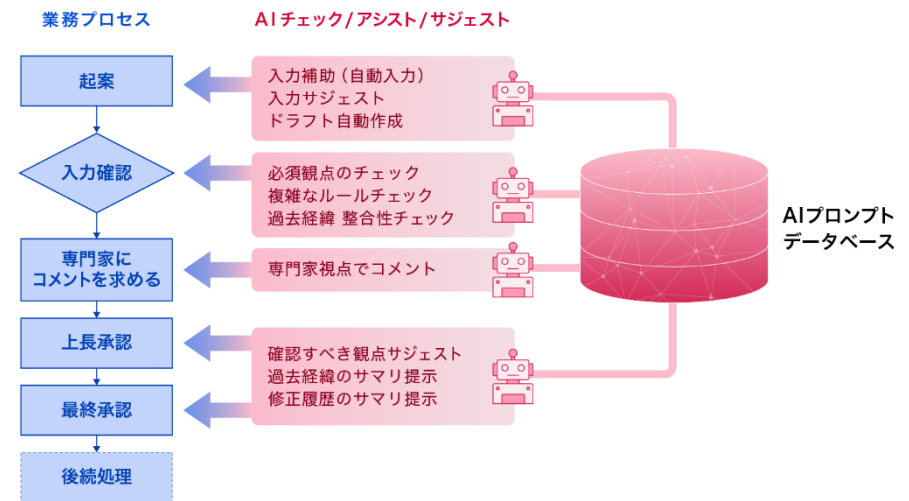 業務プロセス
AIチェック/アシスト/サジェスト
起案
入力補助（自動入力）
入力サジェスト
ドラフト自動作成
入力確認
必須観点のチェック
複雑なルールチェック
過去経緯 整合性チェック
専門家に
コメントを求める
専門家視点でコメント
上長承認
最終承認
確認すべき観点サジェスト
過去経緯のサマリ提示
修正履歴のサマリ提示
後続処理
AIプロンプト
データベース